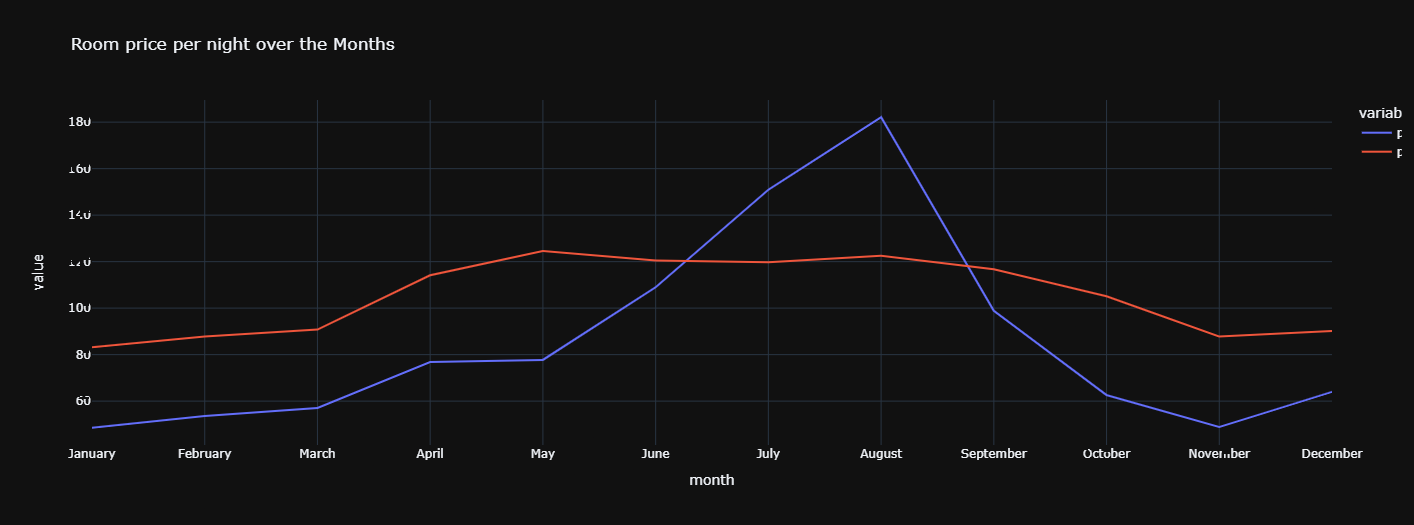 Room price per night over the Months
variab
p
p
180
160
140
120
100
80
60
value
January February March April May June July August September October November December
month